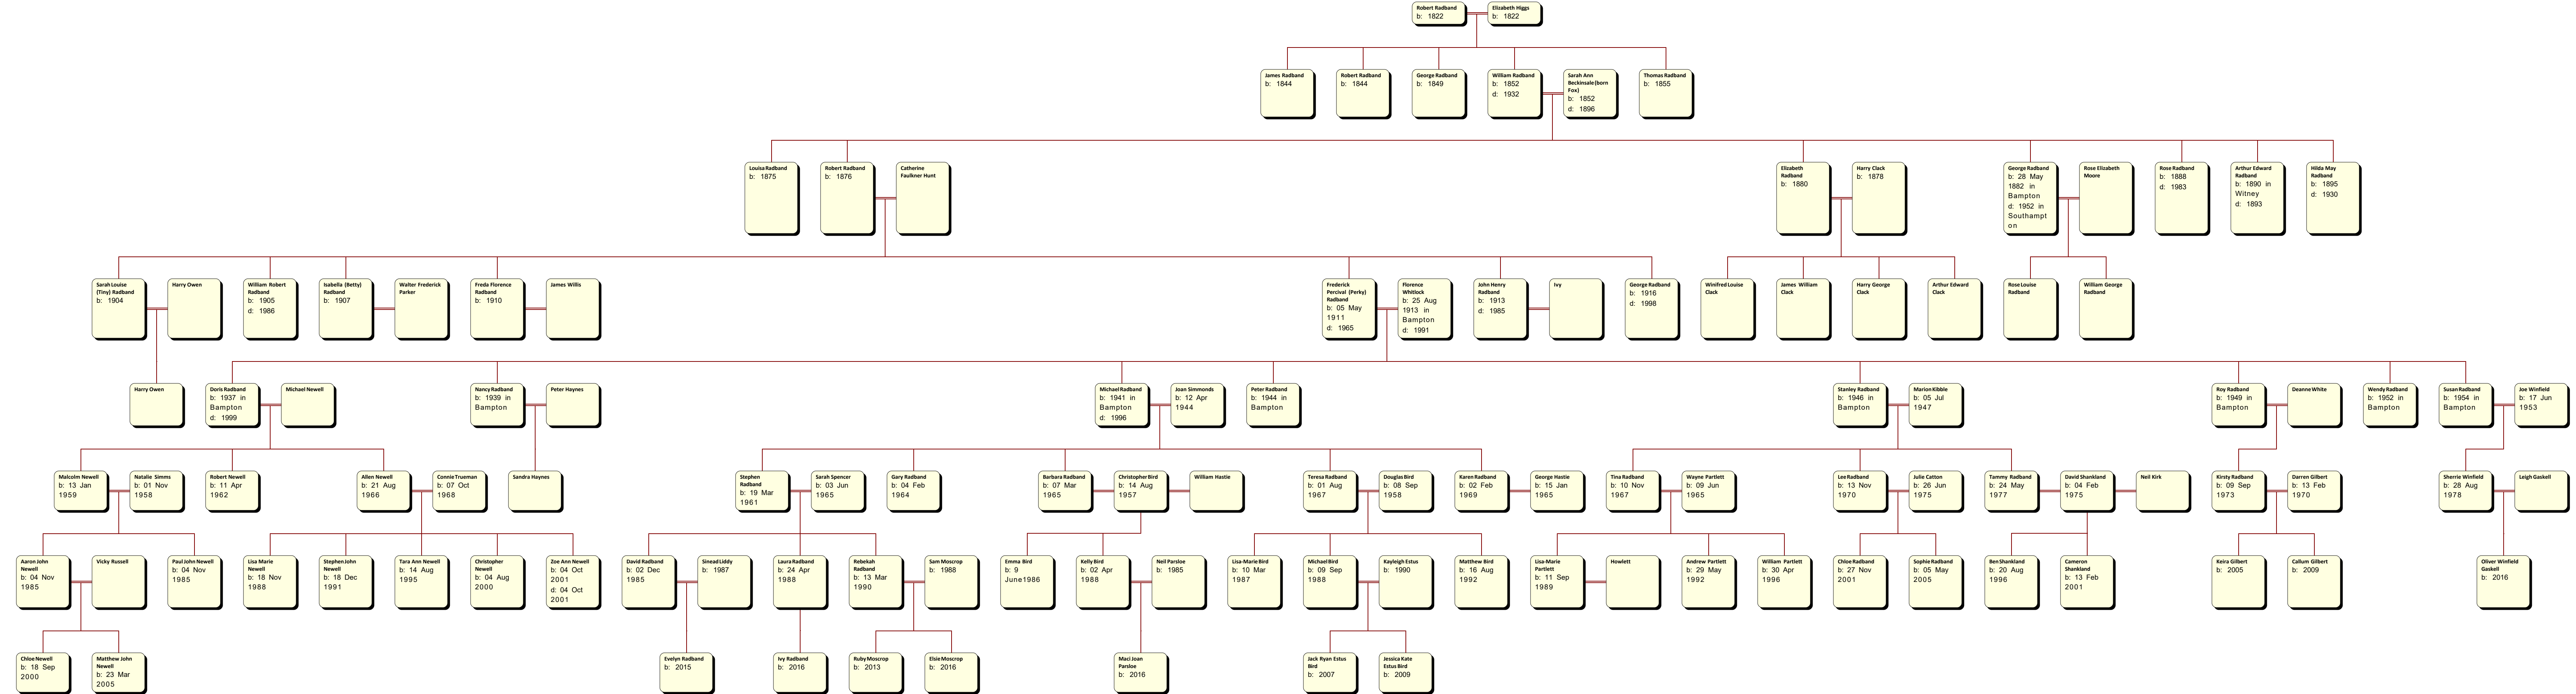 Robert Radband
b: 1822
Elizabeth Higgs
b: 1822
James Radband
b: 1844
Robert Radband
b: 1844
George Radband
b: 1849
William Radband
b: 1852
d: 1932
Sarah Ann
Beckinsale (born
Fox)
b: 1852
d: 1896
Thomas Radband
b: 1855
Louisa Radband
b: 1875
Robert Radband
b: 1876
Catherine
Faulkner Hunt
Elizabeth
Radband
b: 1880
Harry Clack
b: 1878
George Radband
b: 28 May
1882 in
Bampton
d: 1952 in
Southampt
on
Rose Elizabeth
Moore
Rose Radband
b: 1888
d: 1983
Arthur Edward
Radband
b: 1890 in
Witney
d: 1893
Hilda May
Radband
b: 1895
d: 1930
Sarah Louise
(Tiny) Radband
b: 1904
Harry Owen
William Robert
Radband
b: 1905
d: 1986
Isabella (Betty)
Radband
b: 1907
Walter Frederick
Parker
Freda Florence
Radband
b: 1910
James Willis
Frederick
Percival (Perky)
Radband
b: 05 May
1911
d: 1965
Florence
Whitlock
b: 25 Aug
1913 in
Bampton
d: 1991
John Henry
Radband
b: 1913
d: 1985
Ivy
George Radband
b: 1916
d: 1998
Winifred Louise
Clack
James William
Clack
Harry George
Clack
Arthur Edward
Clack
Rose Louise
Radband
William George
Radband
Harry Owen
Doris Radband
b: 1937 in
Bampton
d: 1999
Michael Newell
Nancy Radband
b: 1939 in
Bampton
Peter Haynes
Michael Radband
b: 1941 in
Bampton
d: 1996
Joan Simmonds
b: 12 Apr
1944
Peter Radband
b: 1944 in
Bampton
Stanley Radband
b: 1946 in
Bampton
Marion Kibble
b: 05 Jul
1947
Roy Radband
b: 1949 in
Bampton
Deanne White
Wendy Radband
b: 1952 in
Bampton
Susan Radband
b: 1954 in
Bampton
Joe Winfield
b: 17 Jun
1953
Malcolm Newell
b: 13 Jan
1959
Natalie Simms
b: 01 Nov
1958
Robert Newell
b: 11 Apr
1962
Allen Newell
b: 21 Aug
1966
Connie Trueman
b: 07 Oct
1968
Sandra Haynes
Stephen
Radband
b: 19 Mar
1961
Sarah Spencer
b: 03 Jun
1965
Gary Radband
b: 04 Feb
1964
Barbara Radband
b: 07 Mar
1965
Christopher Bird
b: 14 Aug
1957
William Hastie
Teresa Radband
b: 01 Aug
1967
Douglas Bird
b: 08 Sep
1958
Karen Radband
b: 02 Feb
1969
George Hastie
b: 15 Jan
1965
Tina Radband
b: 10 Nov
1967
Wayne Partlett
b: 09 Jun
1965
Lee Radband
b: 13 Nov
1970
Julie Catton
b: 26 Jun
1975
Tammy Radband
b: 24 May
1977
David Shankland
b: 04 Feb
1975
Neil Kirk
Kirsty Radband
b: 09 Sep
1973
Darren Gilbert
b: 13 Feb
1970
Sherrie Winfield
b: 28 Aug
1978
Leigh Gaskell
Aaron John
Newell
b: 04 Nov
1985
Vicky Russell
Paul John Newell
b: 04 Nov
1985
Lisa Marie
Newell
b: 18 Nov
1988
Stephen John
Newell
b: 18 Dec
1991
Tara Ann Newell
b: 14 Aug
1995
Christopher
Newell
b: 04 Aug
2000
Zoe Ann Newell
b: 04 Oct
2001
d: 04 Oct
2001
David Radband
b: 02 Dec
1985
Sinead Liddy
b: 1987
Laura Radband
b: 24 Apr
1988
Rebekah
Radband
b: 13 Mar
1990
Sam Moscrop
b: 1988
Emma Bird
b: 9
June1986
Kelly Bird
b: 02 Apr
1988
Neil Parsloe
b: 1985
Lisa-Marie Bird
b: 10 Mar
1987
Michael Bird
b: 09 Sep
1988
Kayleigh Estus
b: 1990
Matthew Bird
b: 16 Aug
1992
Lisa-Marie
Partlett
b: 11 Sep
1989
Howlett
Andrew Partlett
b: 29 May
1992
William Partlett
b: 30 Apr
1996
Chloe Radband
b: 27 Nov
2001
Sophie Radband
b: 05 May
2005
Ben Shankland
b: 20 Aug
1996
Cameron
Shankland
b: 13 Feb
2001
Keira Gilbert
b: 2005
Callum Gilbert
b: 2009
Oliver Winfield
Gaskell
b: 2016
Chloe Newell
b: 18 Sep
2000
Matthew John
Newell
b: 23 Mar
2005
Evelyn Radband
b: 2015
Ivy Radband
b: 2016
Ruby Moscrop
b: 2013
Elsie Moscrop
b: 2016
Maci Joan
Parsloe
b: 2016
Jack Ryan Estus
Bird
b: 2007
Jessica Kate
Estus Bird
b: 2009